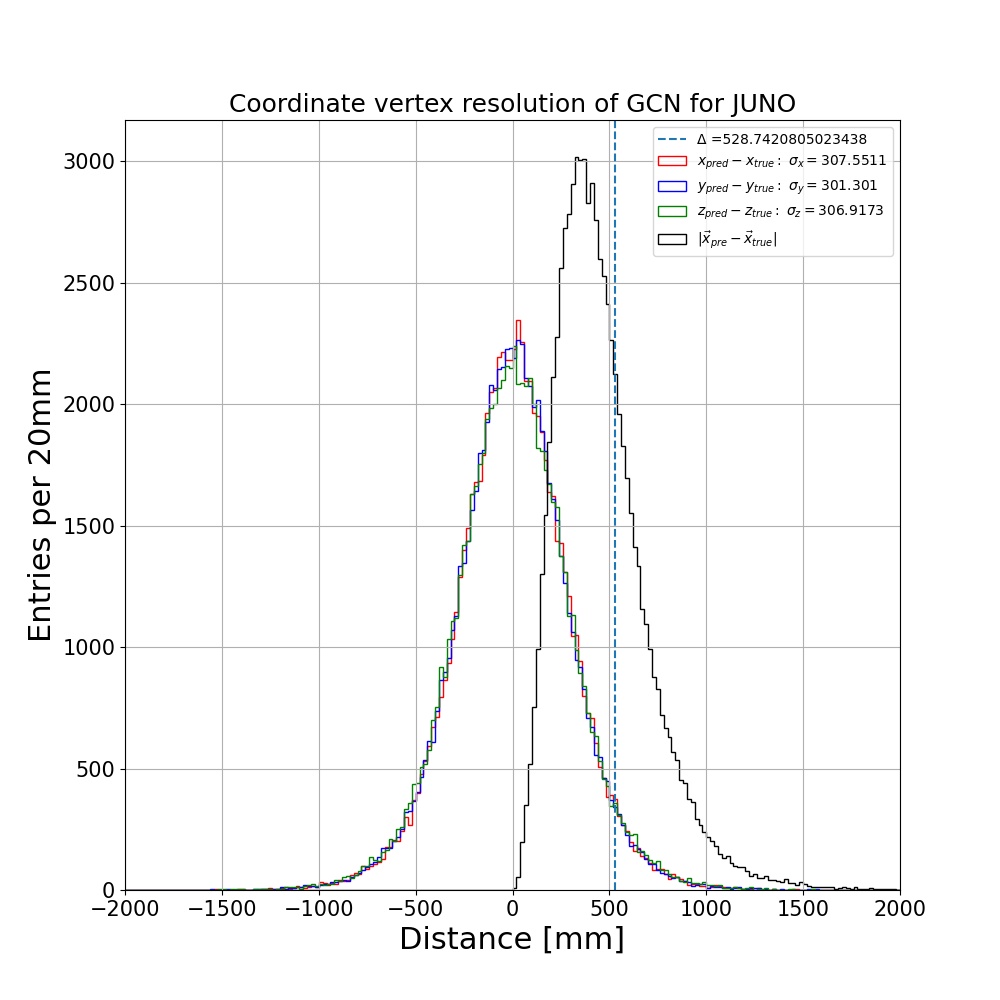 Coordinate vertex resolution of GCN for JUNO
Δ =528.7420805023438
x_pred − x_true : σ_x = 307.5511
y_pred − y_true : σ_y = 301.301
z_pred − z_true : σ_z = 306.9173
|x⃗_pre − x⃗_true|
Entries per 20mm
3000
2500
2000
1500
1000
500
0
−2000 −1500 −1000 −500 0 500 1000 1500 2000
Distance [mm]